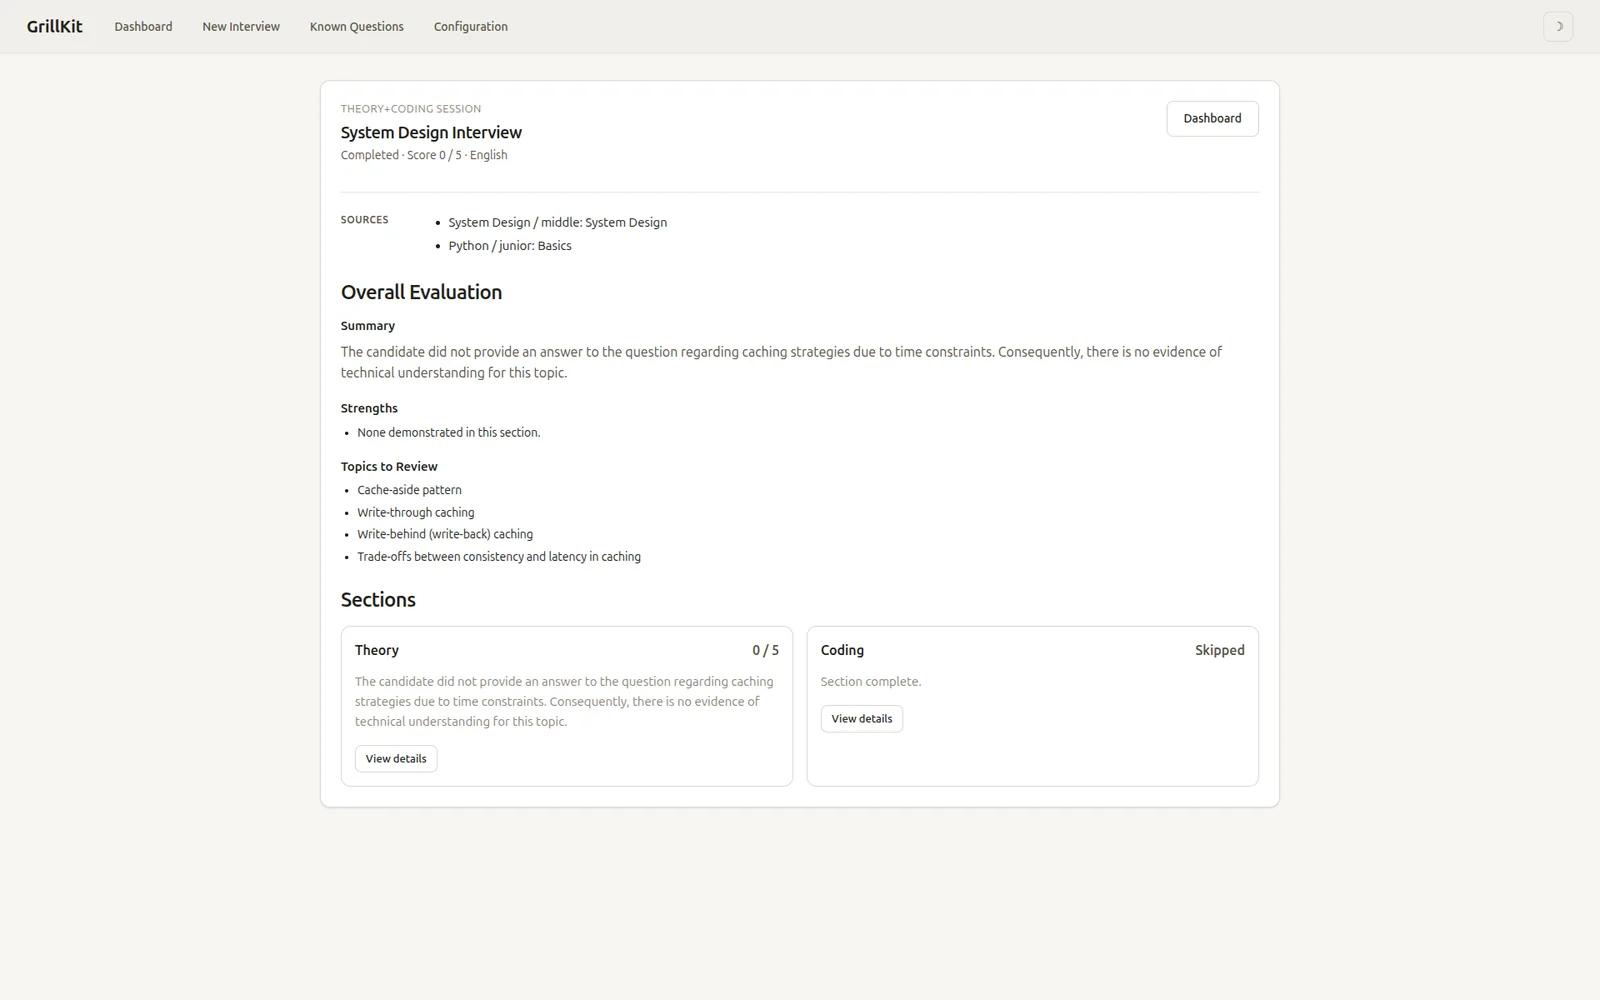 GrillKit Dashboard New Interview Known Questions Configuration
THEORY+CODING SESSION
System Design Interview
Completed · Score 0 / 5 · English
Dashboard
SOURCES
• System Design / middle: System Design
• Python / junior: Basics
Overall Evaluation
Summary
The candidate did not provide an answer to the question regarding caching strategies due to time constraints. Consequently, there is no evidence of
technical understanding for this topic.
Strengths
• None demonstrated in this section.
Topics to Review
• Cache-aside pattern
• Write-through caching
• Write-behind (write-back) caching
• Trade-offs between consistency and latency in caching
Sections
Theory 0 / 5
The candidate did not provide an answer to the question regarding caching
strategies due to time constraints. Consequently, there is no evidence of
technical understanding for this topic.
View details
Coding Skipped
Section complete.
View details